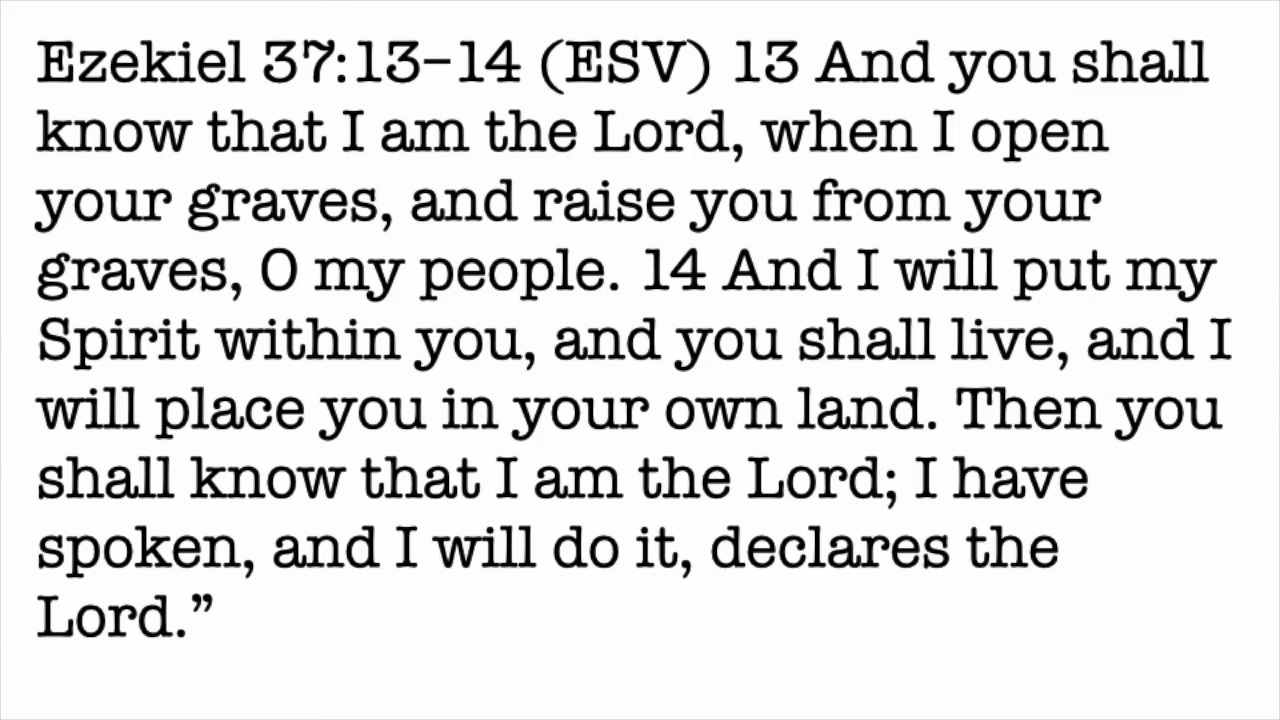 Ezekiel 37:13–14 (ESV) 13 And you shall
know that I am the Lord, when I open
your graves, and raise you from your
graves, O my people. 14 And I will put my
Spirit within you, and you shall live, and I
will place you in your own land. Then you
shall know that I am the Lord; I have
spoken, and I will do it, declares the
Lord.”